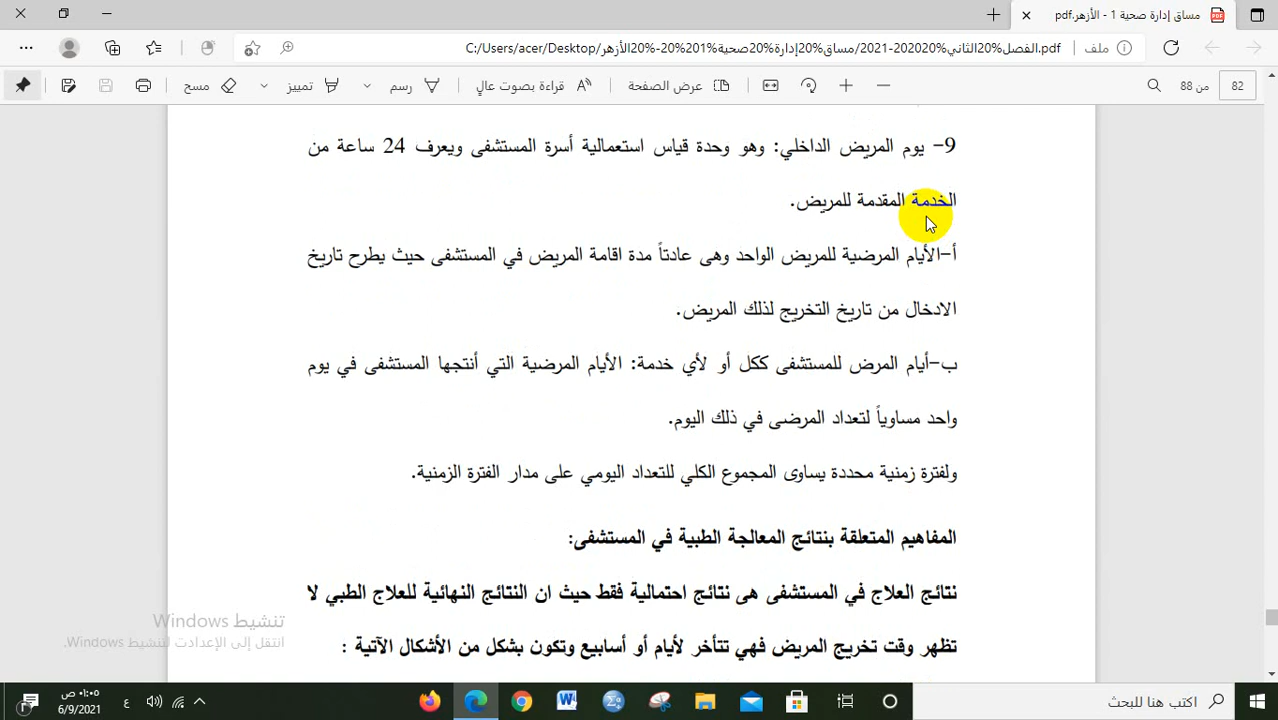 مساق إدارة صحية 1 - الأزهر.pdf
ملف
C:/Users/acer/Desktop/الفصل%20الثاني%202020-2021/مساق%20إدارة%20صحية%201%20-%20الأزهر.pdf
82
من 88
عرض الصفحة
قراءة بصوت عالٍ
رسم
تمييز
مسح
9- يوم المريض الداخلي: وهو وحدة قياس استعمالية أسرة المستشفى ويعرف 24 ساعة من
الخدمة المقدمة للمريض.
أ-الأيام المرضية للمريض الواحد وهى عادتاً مدة اقامة المريض في المستشفى حيث يطرح تاريخ
الادخال من تاريخ التخريج لذلك المريض.
ب-أيام المرض للمستشفى ككل أو لأي خدمة: الأيام المرضية التي أنتجها المستشفى في يوم
واحد مساوياً لتعداد المرضى في ذلك اليوم.
ولفترة زمنية محددة يساوى المجموع الكلي للتعداد اليومي على مدار الفترة الزمنية.
المفاهيم المتعلقة بنتائج المعالجة الطبية في المستشفى:
نتائج العلاج في المستشفى هى نتائج احتمالية فقط حيث ان النتائج النهائية للعلاج الطبي لا
تظهر وقت تخريج المريض فهي تتأخر لأيام أو أسابيع وتكون بشكل من الأشكال الآتية :
تنشيط Windows
انتقل إلى الإعدادات لتنشيط Windows.
اكتب هنا للبحث
ع
٠١:٠٥ ص
6/9/2021
1